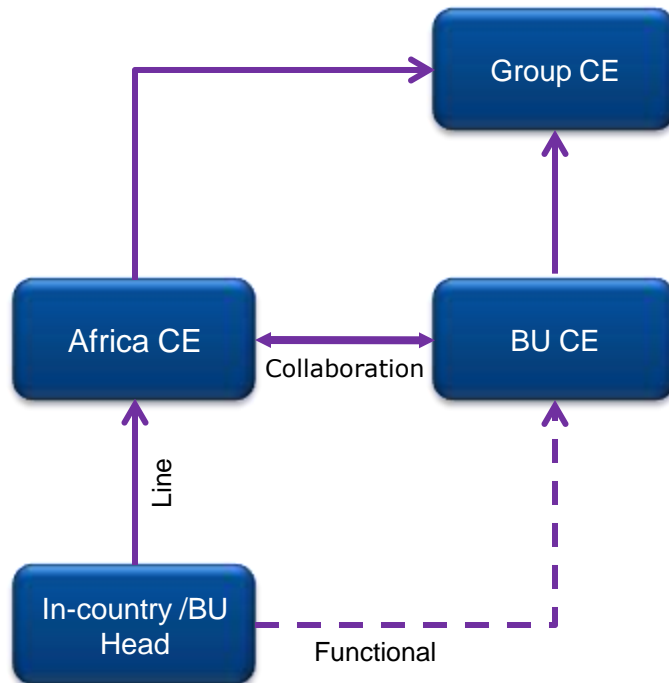 Group CE
Africa CE
BU CE
Collaboration
Line
In-country /BU
Head
Functional